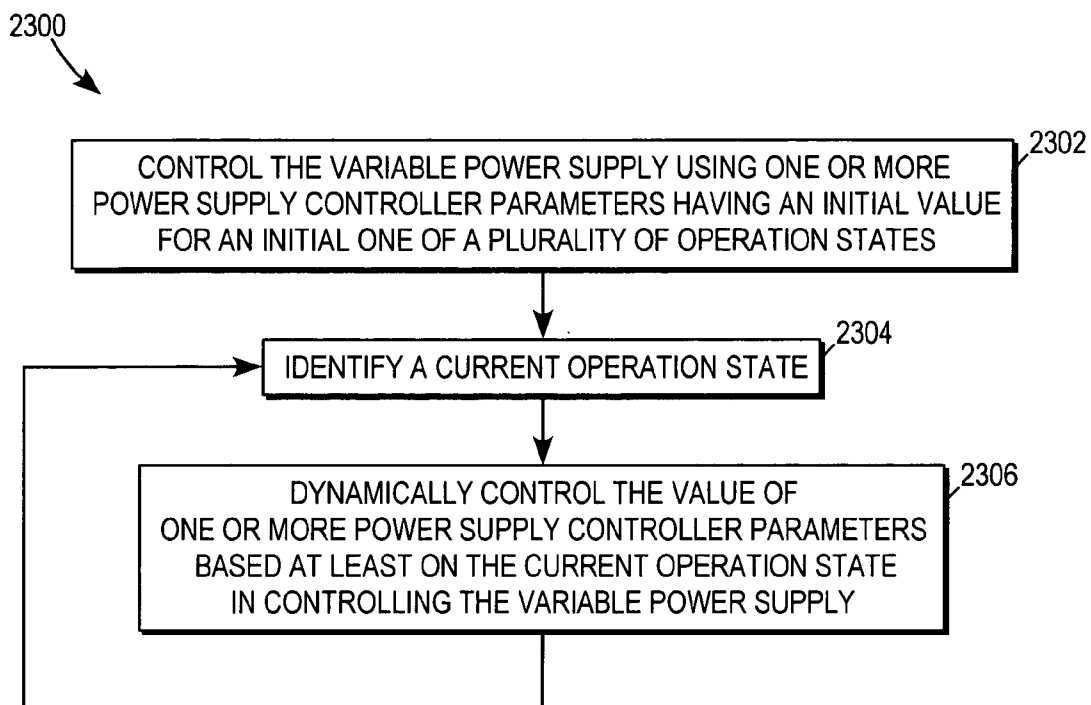 2300
2302
CONTROL THE VARIABLE POWER SUPPLY USING ONE OR MORE
POWER SUPPLY CONTROLLER PARAMETERS HAVING AN INITIAL VALUE
FOR AN INITIAL ONE OF A PLURALITY OF OPERATION STATES
2304
IDENTIFY A CURRENT OPERATION STATE
2306
DYNAMICALLY CONTROL THE VALUE OF
ONE OR MORE POWER SUPPLY CONTROLLER PARAMETERS
BASED AT LEAST ON THE CURRENT OPERATION STATE
IN CONTROLLING THE VARIABLE POWER SUPPLY